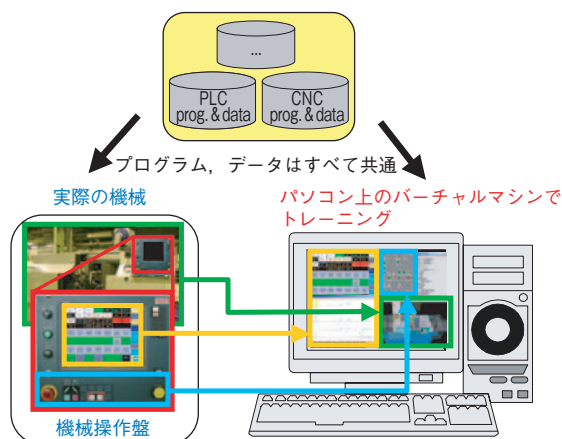 ...
PLC
prog.&data
CNC
prog.&data
プログラム，データはすべて共通
実際の機械
パソコン上のバーチャルマシンで
トレーニング
機械操作盤